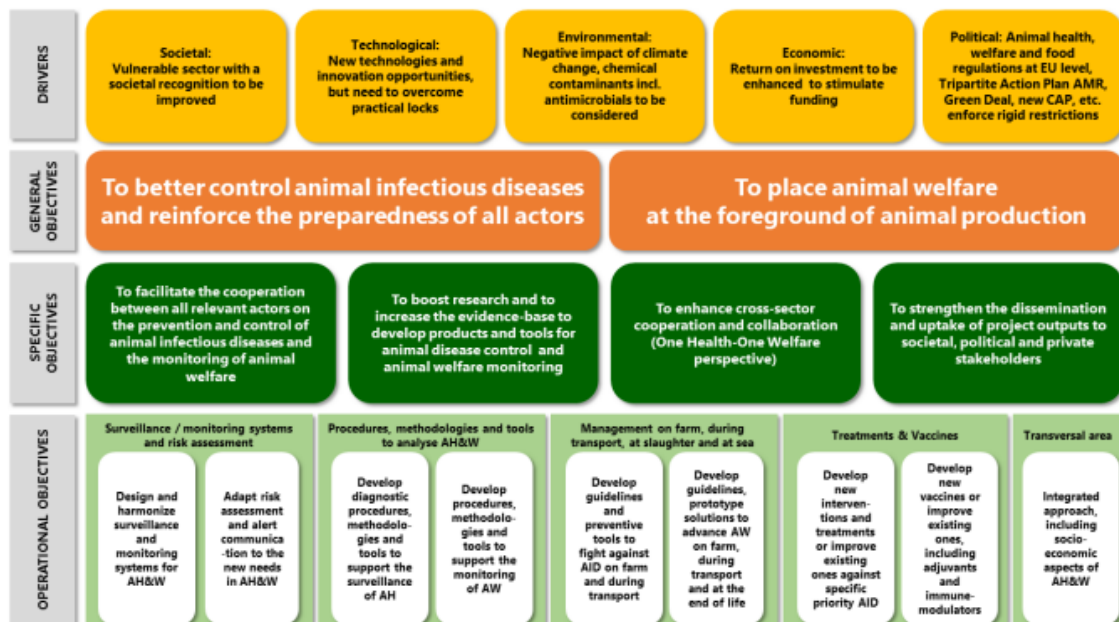 DRIVERS
Societal:
Vulnerable sector with a
societal recognition to be
improved
Technological:
New technologies and
innovation opportunities,
but need to overcome
practical locks
Environmental:
Negative impact of climate
change, chemical
contaminants incl.
antimicrobials to be
considered
Economic:
Return on investment to be
enhanced to stimulate
funding
Political: Animal health,
welfare and food
regulations at EU level,
Tripartite Action Plan AMR,
Green Deal, new CAP, etc.
enforce rigid restrictions
GENERAL
OBJECTIVES
To better control animal infectious diseases
and reinforce the preparedness of all actors
To place animal welfare
at the foreground of animal production
SPECIFIC
OBJECTIVES
To facilitate the cooperation
between all relevant actors on
the prevention and control of
animal infectious diseases and
the monitoring of animal
welfare
To boost research and to
increase the evidence-base to
develop products and tools for
animal disease control and
animal welfare monitoring
To enhance cross-sector
cooperation and collaboration
(One Health-One Welfare
perspective)
To strengthen the dissemination
and uptake of project outputs to
societal, political and private
stakeholders
OPERATIONAL OBJECTIVES
Surveillance / monitoring systems
and risk assessment
Design and
harmonize
surveillance
and
monitoring
systems for
AH&W
Adapt risk
assessment
and alert
communica
-tion to the
new needs
in AH&W
Procedures, methodologies and tools
to analyse AH&W
Develop
diagnostic
procedures,
methodolo-
gies and
tools to
support the
surveillance
of AH
Develop
procedures,
methodolo-
gies and
tools to
support the
monitoring
of AW
Management on farm, during
transport, at slaughter and at sea
Develop
guidelines
and
preventive
tools to
fight against
AID on farm
and during
transport
Develop
guidelines,
prototype
solutions to
advance AW
on farm,
during
transport
and at the
end of life
Treatments & Vaccines
Develop
new
interven-
tions and
treatments
or improve
existing
ones against
specific
priority AID
Develop
new
vaccines or
improve
existing
ones,
including
adjuvants
and
immune-
modulators
Transversal area
Integrated
approach,
including
socio-
economic
aspects of
AH&W